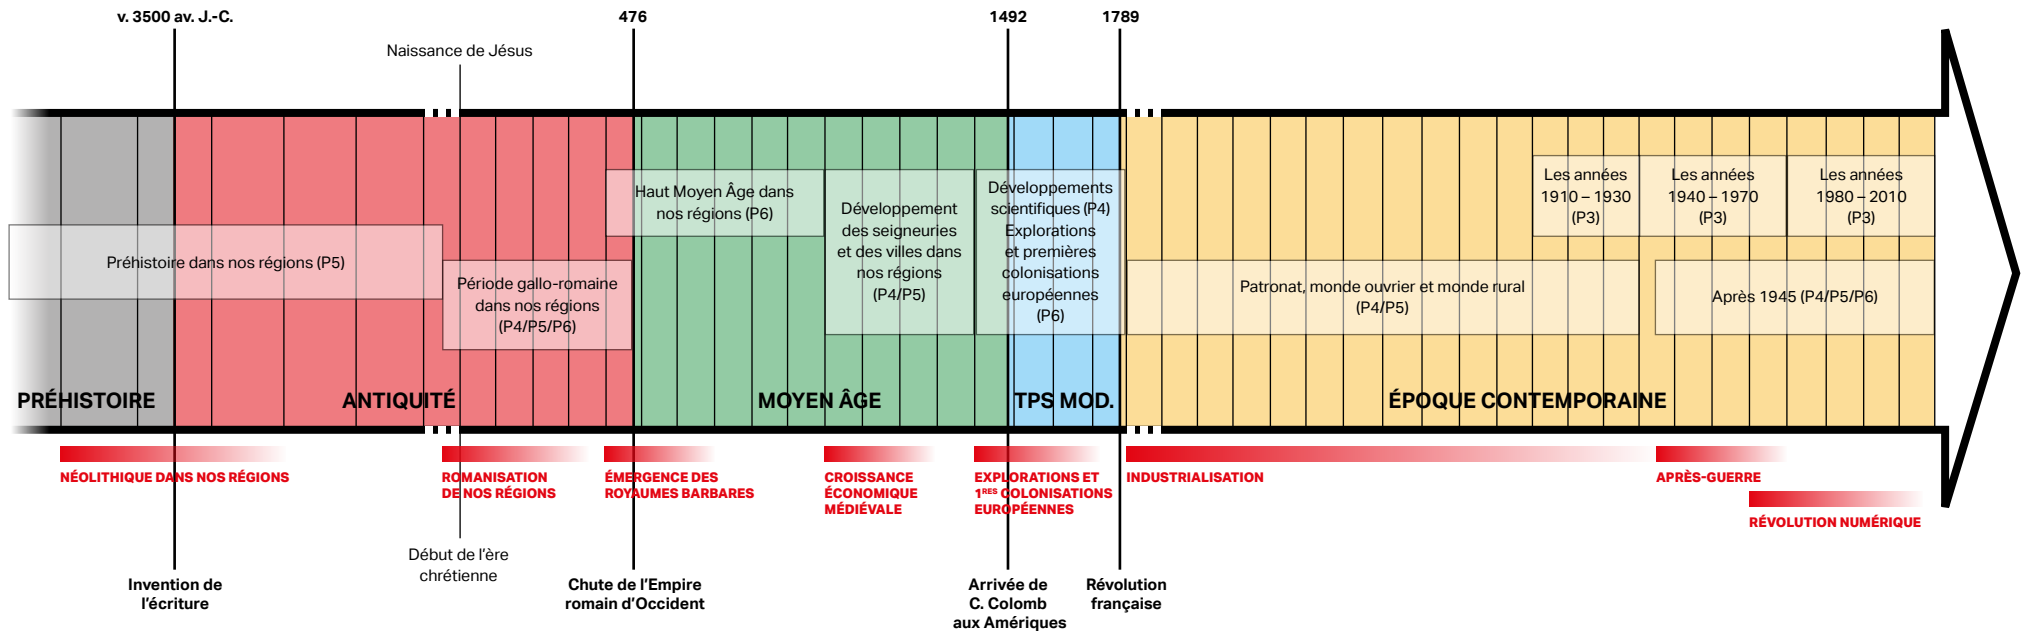 v. 3500 av. J.-C.
476
1492
1789
Naissance de Jésus
Préhistoire dans nos régions (P5)
Période gallo-romaine
dans nos régions
(P4/P5/P6)
Haut Moyen Âge dans
nos régions (P6)
Développement
des seigneuries
et des villes dans
nos régions
(P4/P5)
Développements
scientifiques (P4)
Explorations
et premières
colonisations
européennes
(P6)
Patronat, monde ouvrier et monde rural
(P4/P5)
Les années
1910 – 1930
(P3)
Les années
1940 – 1970
(P3)
Les années
1980 – 2010
(P3)
Après 1945 (P4/P5/P6)
PRÉHISTOIRE
ANTIQUITÉ
MOYEN ÂGE
TPS MOD.
ÉPOQUE CONTEMPORAINE
NÉOLITHIQUE DANS NOS RÉGIONS
ROMANISATION
DE NOS RÉGIONS
ÉMERGENCE DES
ROYAUMES BARBARES
CROISSANCE
ÉCONOMIQUE
MÉDIÉVALE
EXPLORATIONS ET
1RES COLONISATIONS
EUROPÉENNES
INDUSTRIALISATION
APRÈS-GUERRE
RÉVOLUTION NUMÉRIQUE
Début de l'ère
chrétienne
Invention de
l'écriture
Chute de l'Empire
romain d'Occident
Arrivée de
C. Colomb
aux Amériques
Révolution
française